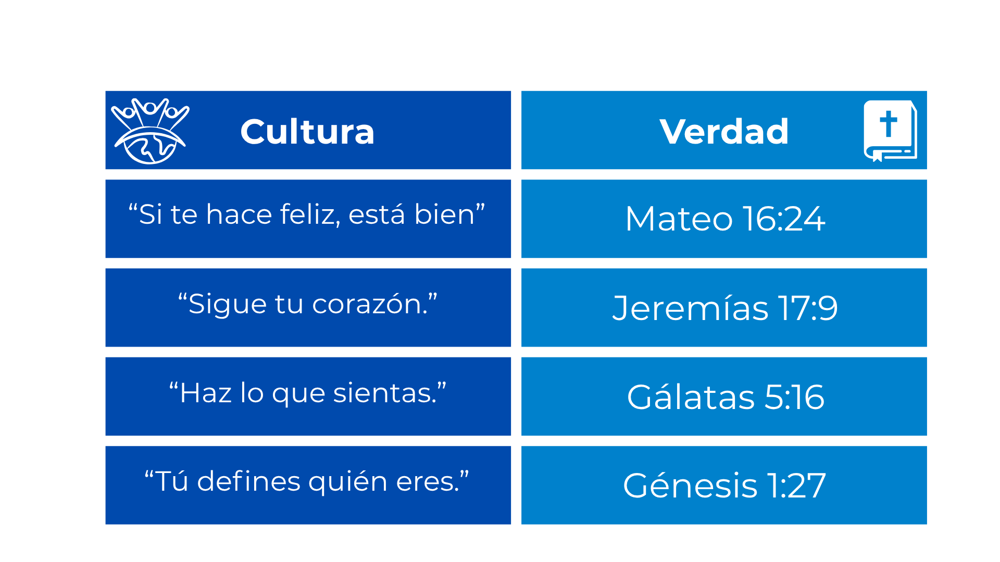 Cultura
Verdad
“Si te hace feliz, está bien”
Mateo 16:24
“Sigue tu corazón.”
Jeremías 17:9
“Haz lo que sientas.”
Gálatas 5:16
“Tú defines quién eres.”
Génesis 1:27